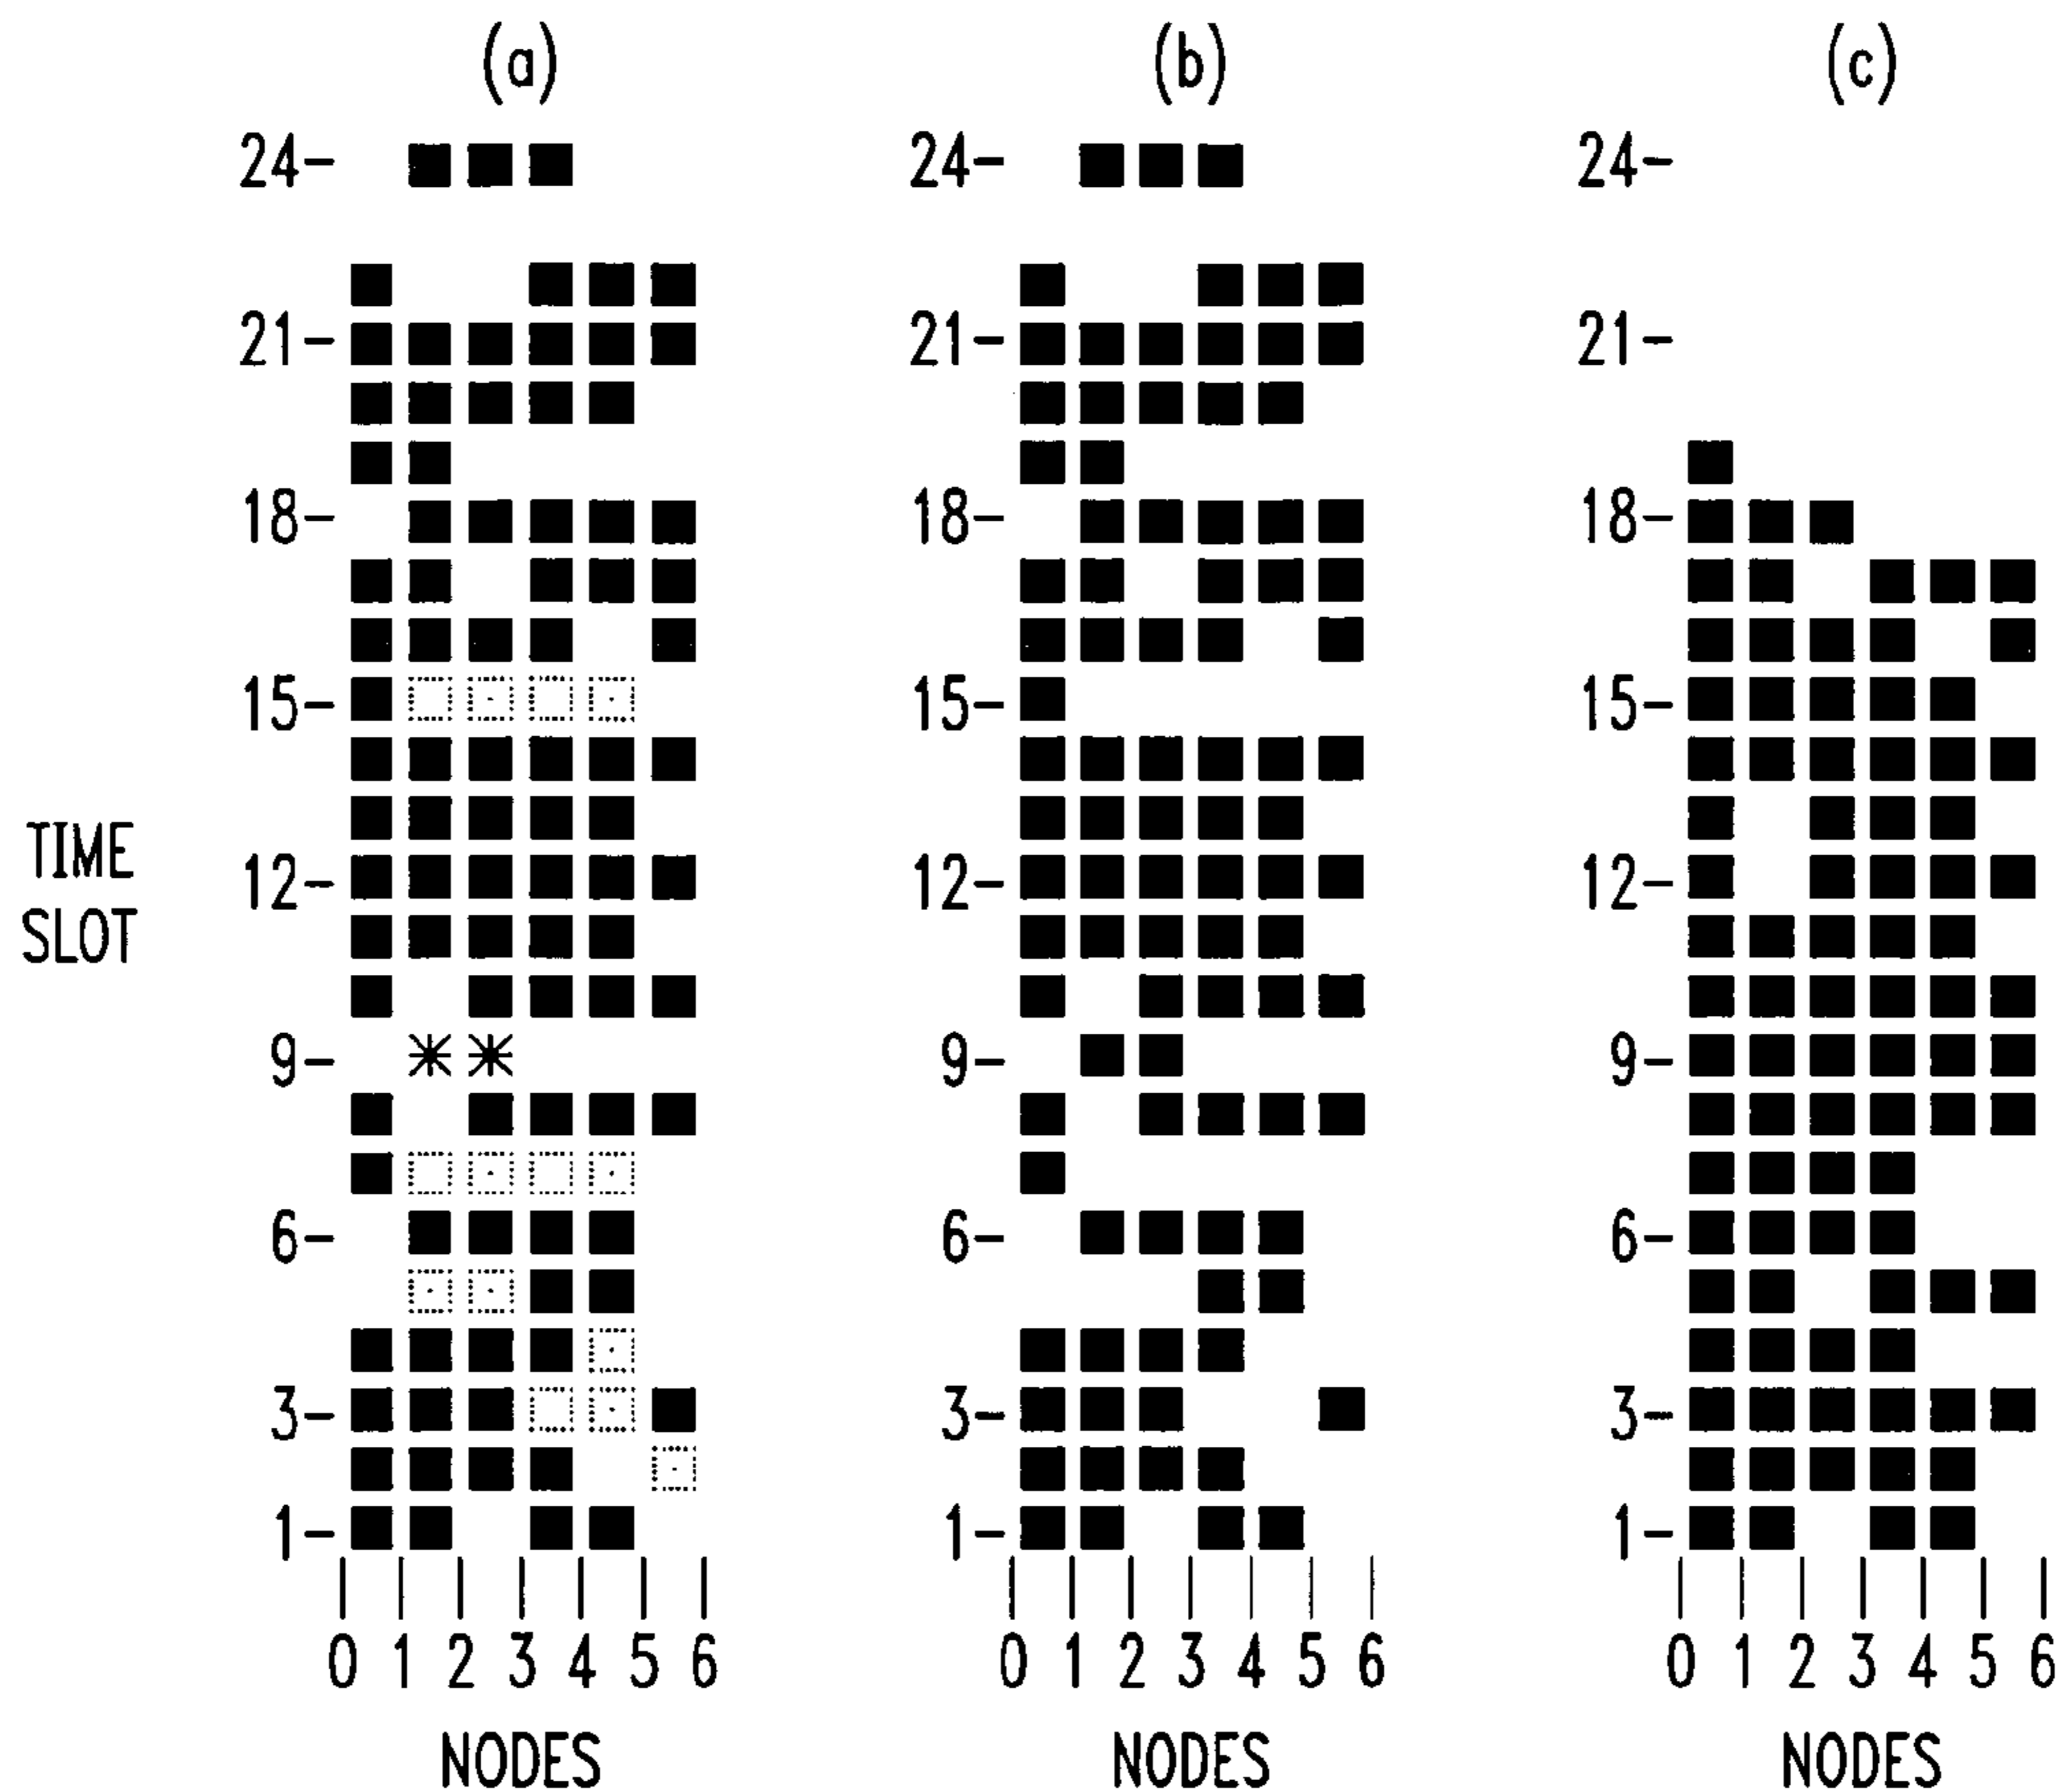 (a) (b) (c)
24- 24- 24-
21- 21- 21-
18- 18- 18-
15- 15- 15-
12- 12- 12-
TIME
SLOT
9- 9- 9-
6- 6- 6-
3- 3- 3-
1- 1- 1-
0 1 2 3 4 5 6 0 1 2 3 4 5 6 0 1 2 3 4 5 6
NODES NODES NODES